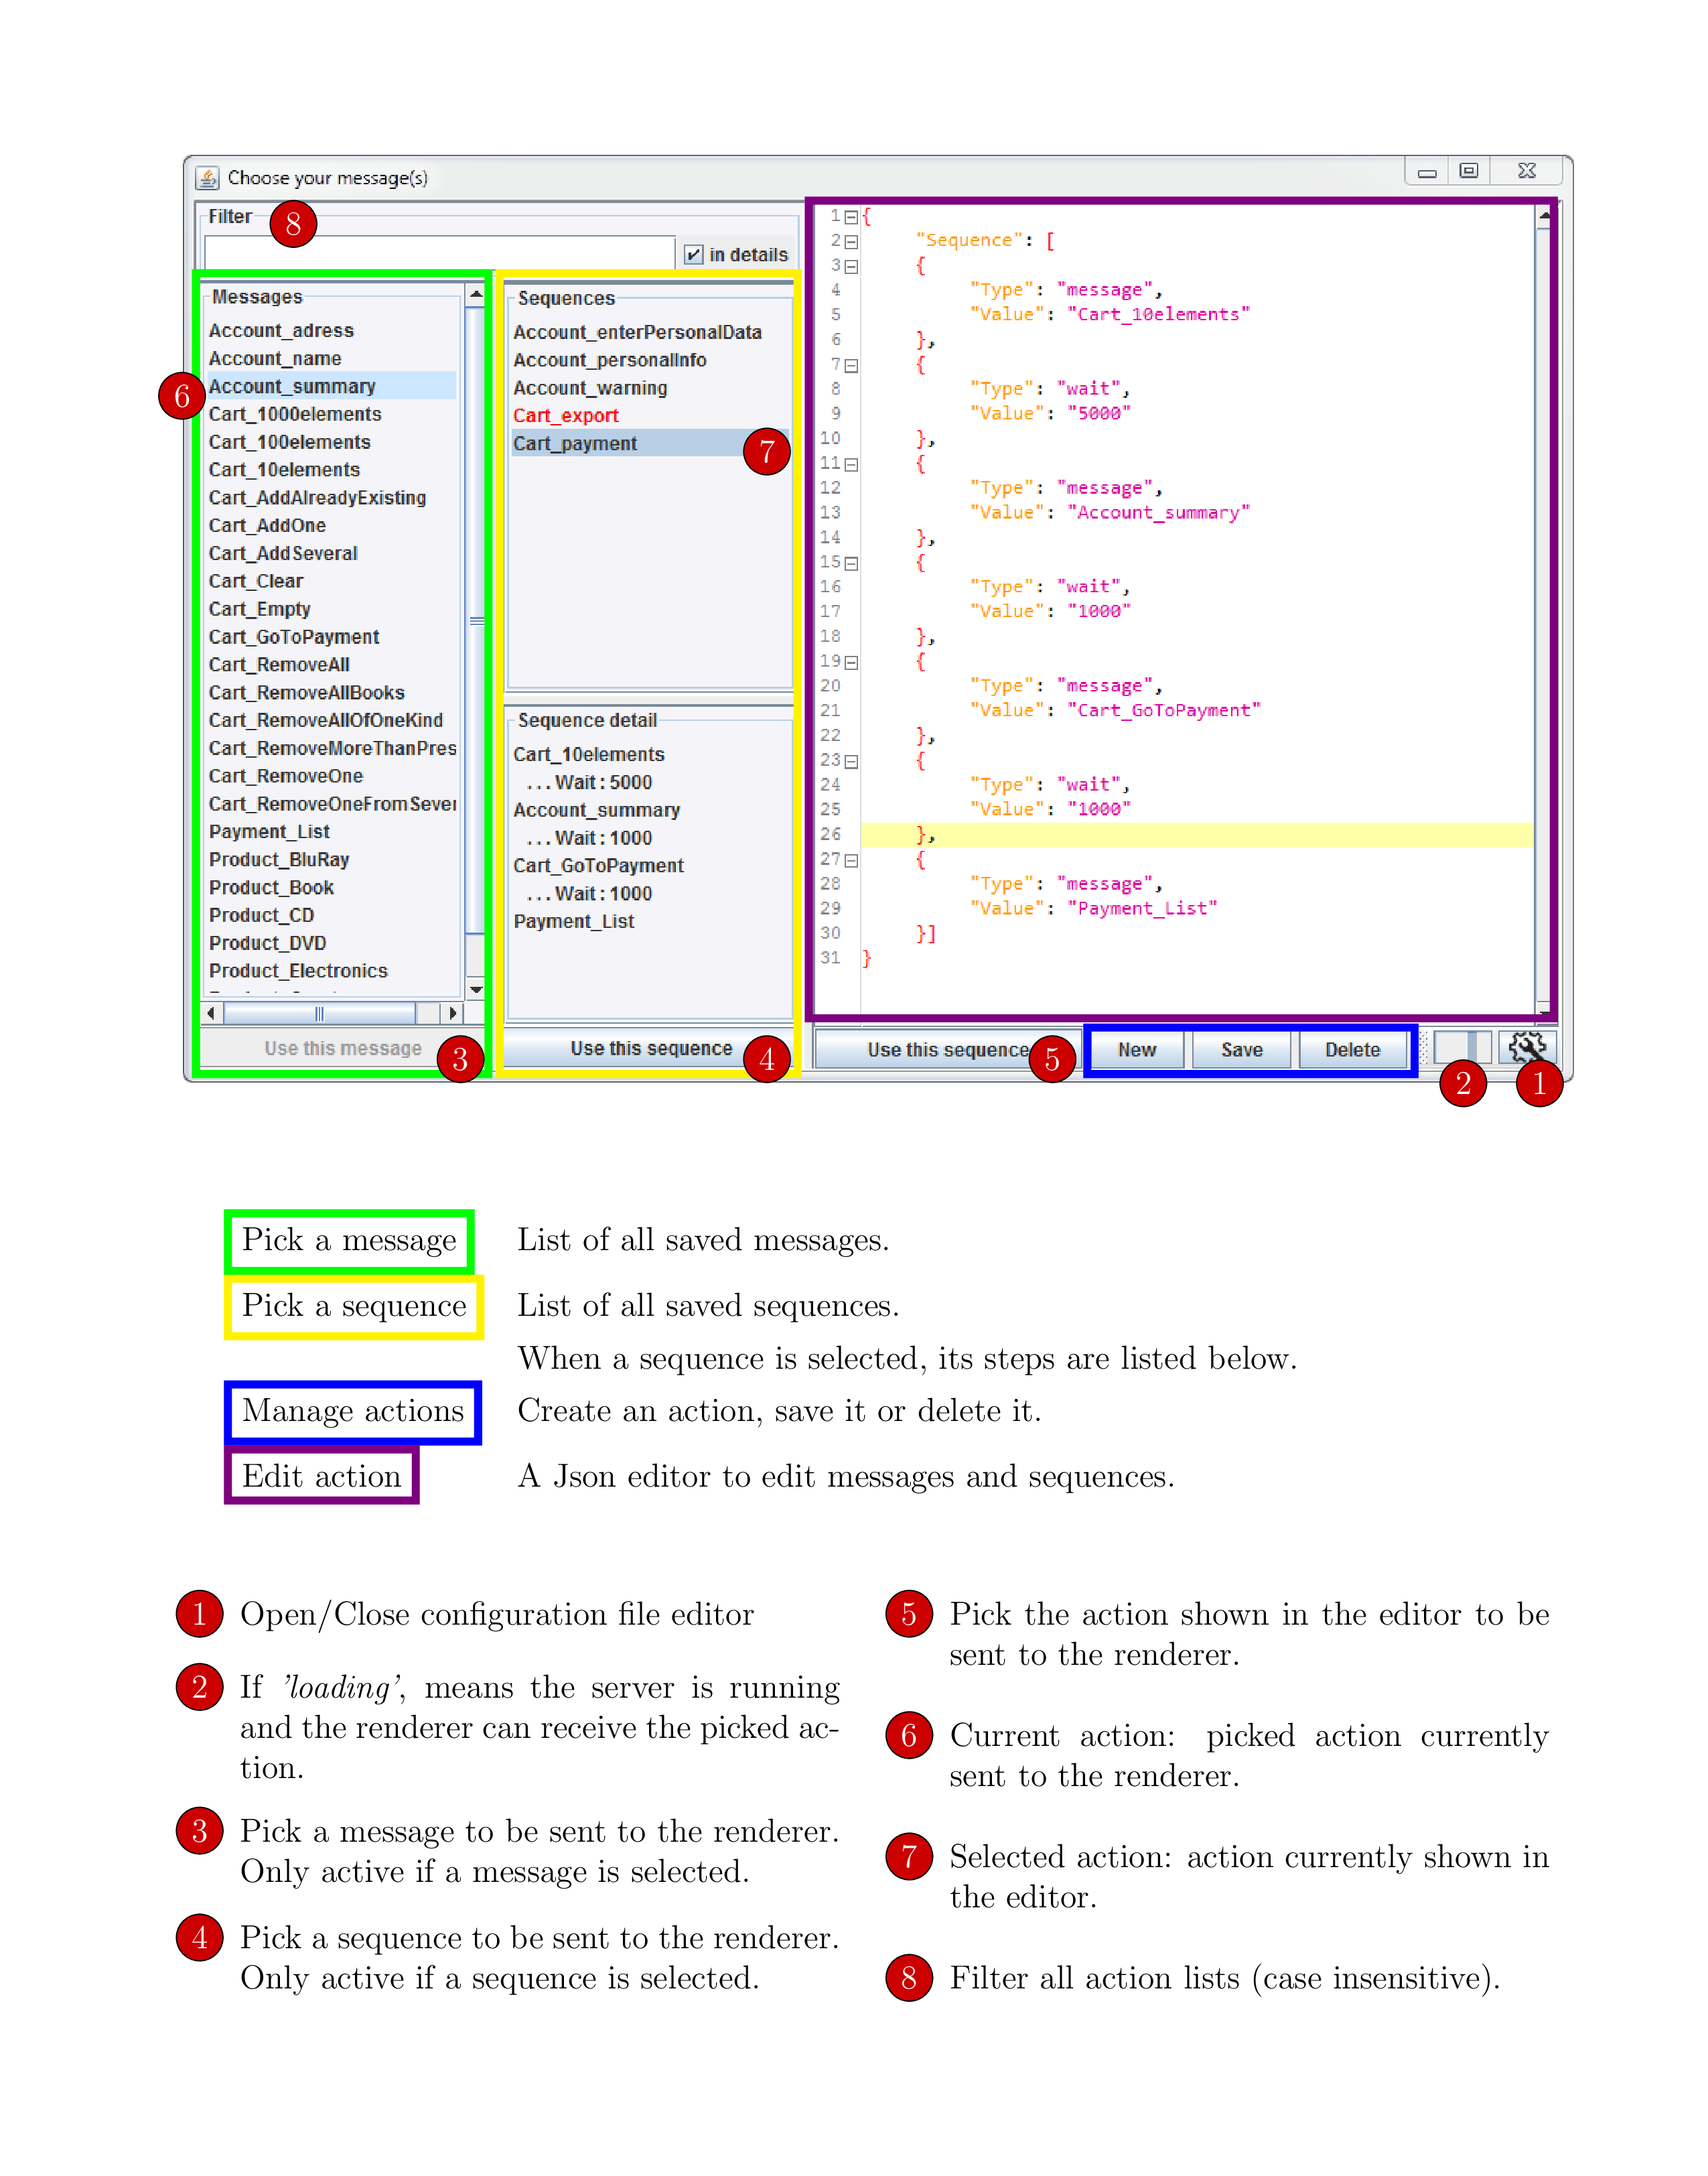 Choose your message(s)
Filter
8
in details
Messages
Account_adress
Account_name
6
Account_summary
Cart_1000elements
Cart_100elements
Cart_10elements
Cart_AddAlreadyExisting
Cart_AddOne
Cart_AddSeveral
Cart_Clear
Cart_Empty
Cart_GoToPayment
Cart_RemoveAll
Cart_RemoveAllBooks
Cart_RemoveAllOfOneKind
Cart_RemoveMoreThanPres
Cart_RemoveOne
Cart_RemoveOneFromSever
Payment_List
Product_BluRay
Product_Book
Product_CD
Product_DVD
Product_Electronics
Use this message
3
Sequences
Account_enterPersonalData
Account_personalInfo
Account_warning
Cart_export
Cart_payment
7
Sequence detail
Cart_10elements
...Wait : 5000
Account_summary
...Wait : 1000
Cart_GoToPayment
...Wait : 1000
Payment_List
Use this sequence
4
1 {
2 "Sequence": [
3 {
4 "Type": "message",
5 "Value": "Cart_10elements"
6 },
7 {
8 "Type": "wait",
9 "Value": "5000"
10 },
11 {
12 "Type": "message",
13 "Value": "Account_summary"
14 },
15 {
16 "Type": "wait",
17 "Value": "1000"
18 },
19 {
20 "Type": "message",
21 "Value": "Cart_GoToPayment"
22 },
23 {
24 "Type": "wait",
25 "Value": "1000"
26 },
27 {
28 "Type": "message",
29 "Value": "Payment_List"
30 }]
31 }
Use this sequence
5
New Save Delete
2
1
Pick a message List of all saved messages.
Pick a sequence List of all saved sequences.
When a sequence is selected, its steps are listed below.
Manage actions Create an action, save it or delete it.
Edit action A Json editor to edit messages and sequences.
1 Open/Close configuration file editor
2 If 'loading', means the server is running
and the renderer can receive the picked ac-
tion.
3 Pick a message to be sent to the renderer.
Only active if a message is selected.
4 Pick a sequence to be sent to the renderer.
Only active if a sequence is selected.
5 Pick the action shown in the editor to be
sent to the renderer.
6 Current action: picked action currently
sent to the renderer.
7 Selected action: action currently shown in
the editor.
8 Filter all action lists (case insensitive).